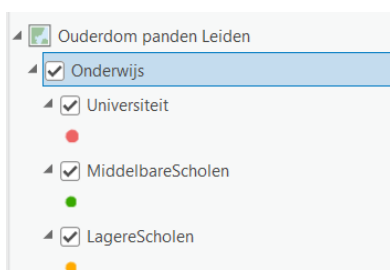 Ouderdom panden Leiden
Onderwijs
Universiteit
MiddelbareScholen
LagereScholen